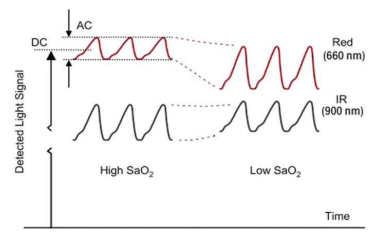 AC
DC
Red
(660 nm)
IR
(900 nm)
Detected Light Signal
High SaO₂
Low SaO₂
Time